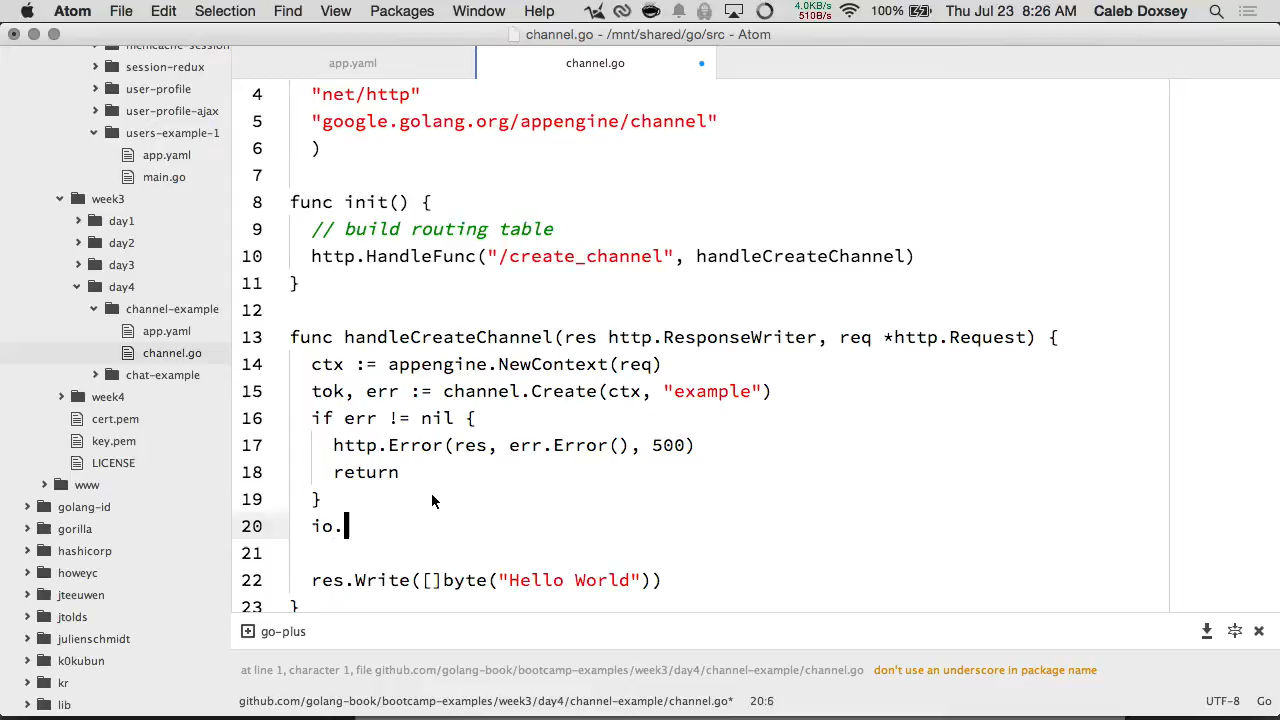 Atom File Edit Selection Find View Packages Window Help 4.0KB/s 510B/s 100% Thu Jul 23 8:26 AM Caleb Doxsey
channel.go - /mnt/shared/go/src - Atom
memcache-session
session-redux
user-profile
user-profile-ajax
users-example-1
app.yaml
main.go
week3
day1
day2
day3
day4
channel-example
app.yaml
channel.go
chat-example
week4
cert.pem
key.pem
LICENSE
www
golang-id
gorilla
hashicorp
howeyc
jteeuwen
jtolds
julienschmidt
k0kubun
kr
lib
app.yaml channel.go
4 "net/http"
5 "google.golang.org/appengine/channel"
6 )
7
8 func init() {
9 // build routing table
10 http.HandleFunc("/create_channel", handleCreateChannel)
11 }
12
13 func handleCreateChannel(res http.ResponseWriter, req *http.Request) {
14 ctx := appengine.NewContext(req)
15 tok, err := channel.Create(ctx, "example")
16 if err != nil {
17 http.Error(res, err.Error(), 500)
18 return
19 }
20 io.
21
22 res.Write([]byte("Hello World"))
23 }
go-plus
at line 1, character 1, file github.com/golang-book/bootcamp-examples/week3/day4/channel-example/channel.go don't use an underscore in package name
github.com/golang-book/bootcamp-examples/week3/day4/channel-example/channel.go* 20:6 UTF-8 Go